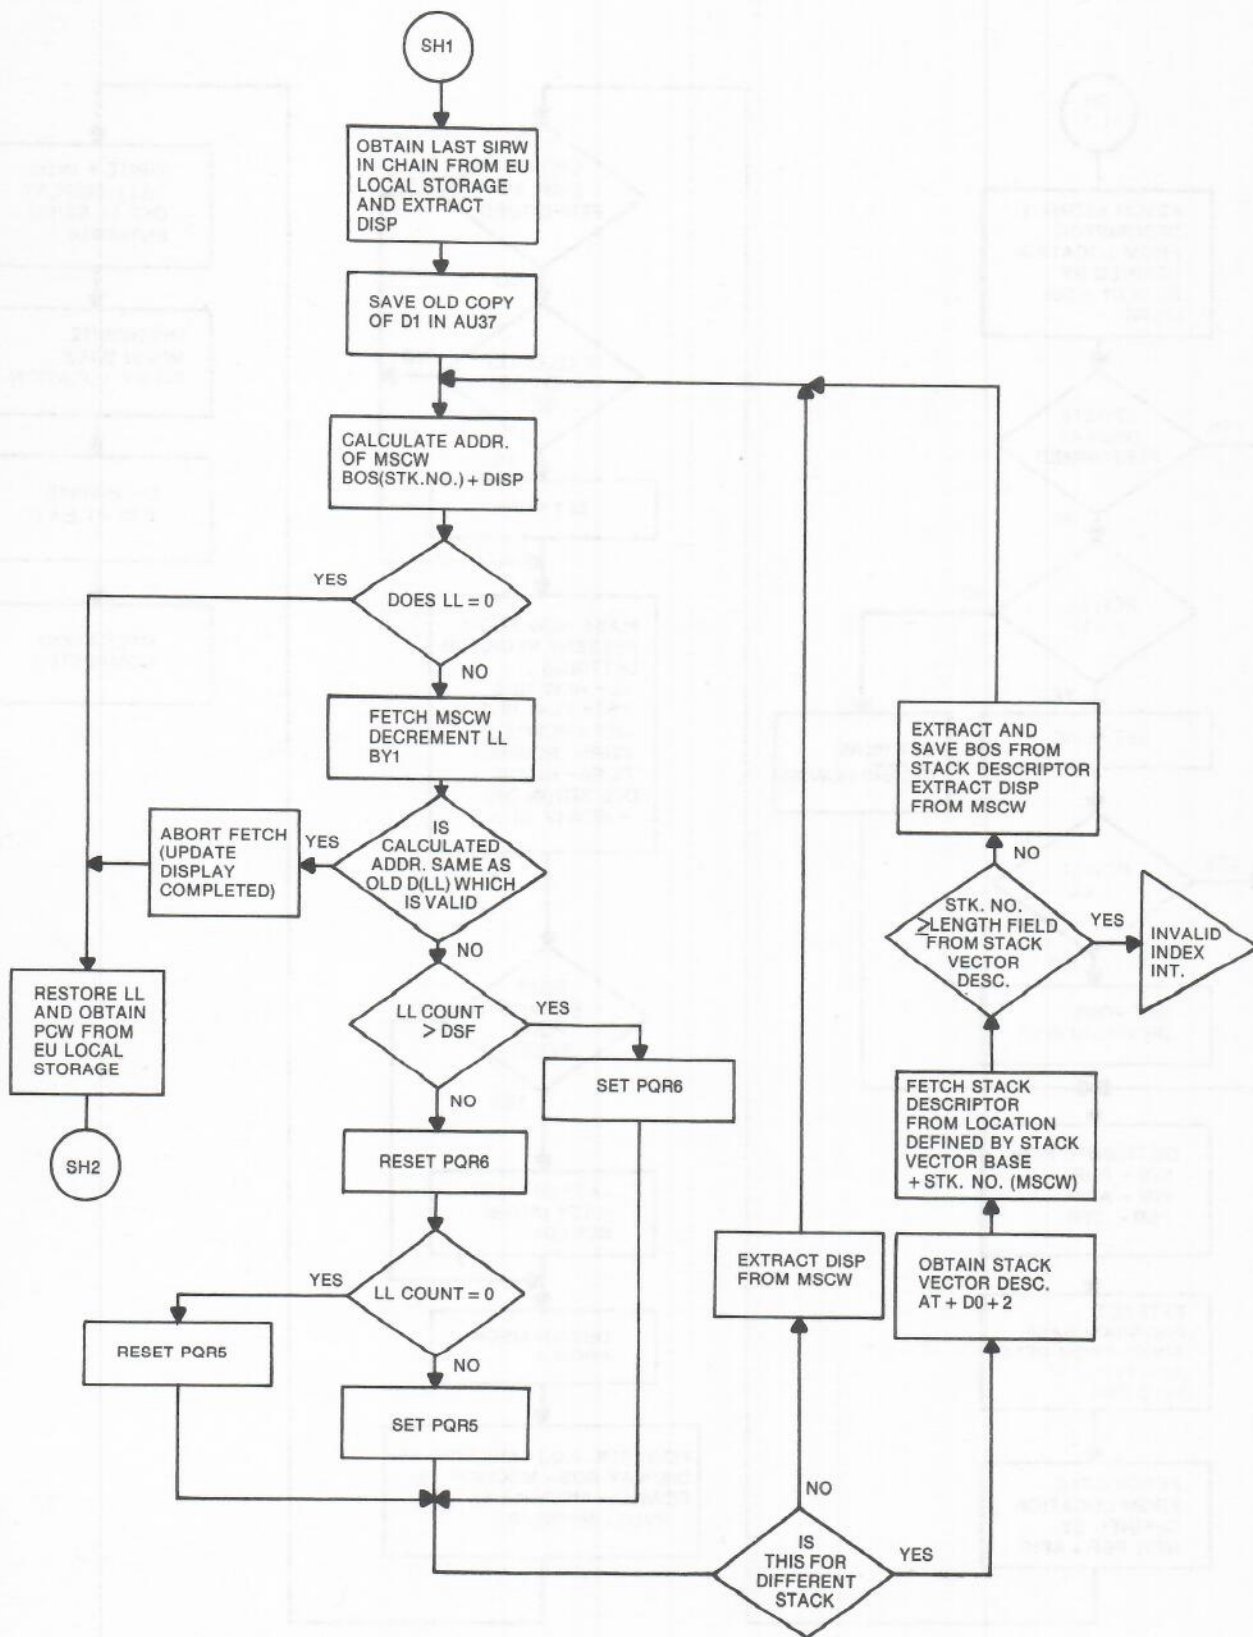 SH1
OBTAIN LAST SIRW
IN CHAIN FROM EU
LOCAL STORAGE
AND EXTRACT
DISP
SAVE OLD COPY
OF D1 IN AU37
CALCULATE ADDR.
OF MSCW
BOS(STK.NO.) + DISP
DOES LL = 0
YES
NO
FETCH MSCW
DECREMENT LL
BY1
IS
CALCULATED
ADDR. SAME AS
OLD D(LL) WHICH
IS VALID
YES
NO
ABORT FETCH
(UPDATE
DISPLAY
COMPLETED)
RESTORE LL
AND OBTAIN
PCW FROM
EU LOCAL
STORAGE
SH2
LL COUNT
> DSF
YES
NO
SET PQR6
RESET PQR6
LL COUNT = 0
YES
NO
RESET PQR5
SET PQR5
IS
THIS FOR
DIFFERENT
STACK
NO
YES
EXTRACT DISP
FROM MSCW
OBTAIN STACK
VECTOR DESC.
AT + D0 + 2
FETCH STACK
DESCRIPTOR
FROM LOCATION
DEFINED BY STACK
VECTOR BASE
+ STK. NO. (MSCW)
STK. NO.
≥LENGTH FIELD
FROM STACK
VECTOR
DESC.
YES
NO
INVALID
INDEX
INT.
EXTRACT AND
SAVE BOS FROM
STACK DESCRIPTOR
EXTRACT DISP
FROM MSCW